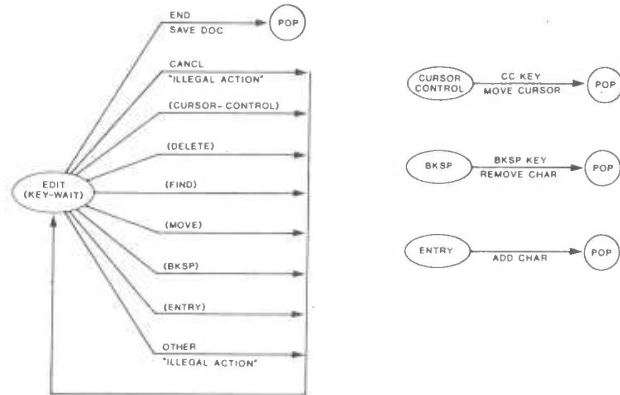 END
SAVE DOC
POP
CANCL
"ILLEGAL ACTION"
(CURSOR-CONTROL)
(DELETE)
EDIT
(KEY-WAIT)
(FIND)
(MOVE)
(BKSP)
(ENTRY)
OTHER
"ILLEGAL ACTION"
CURSOR
CONTROL
CC KEY
MOVE CURSOR
POP
BKSP
BKSP KEY
REMOVE CHAR
POP
ENTRY
ADD CHAR
POP